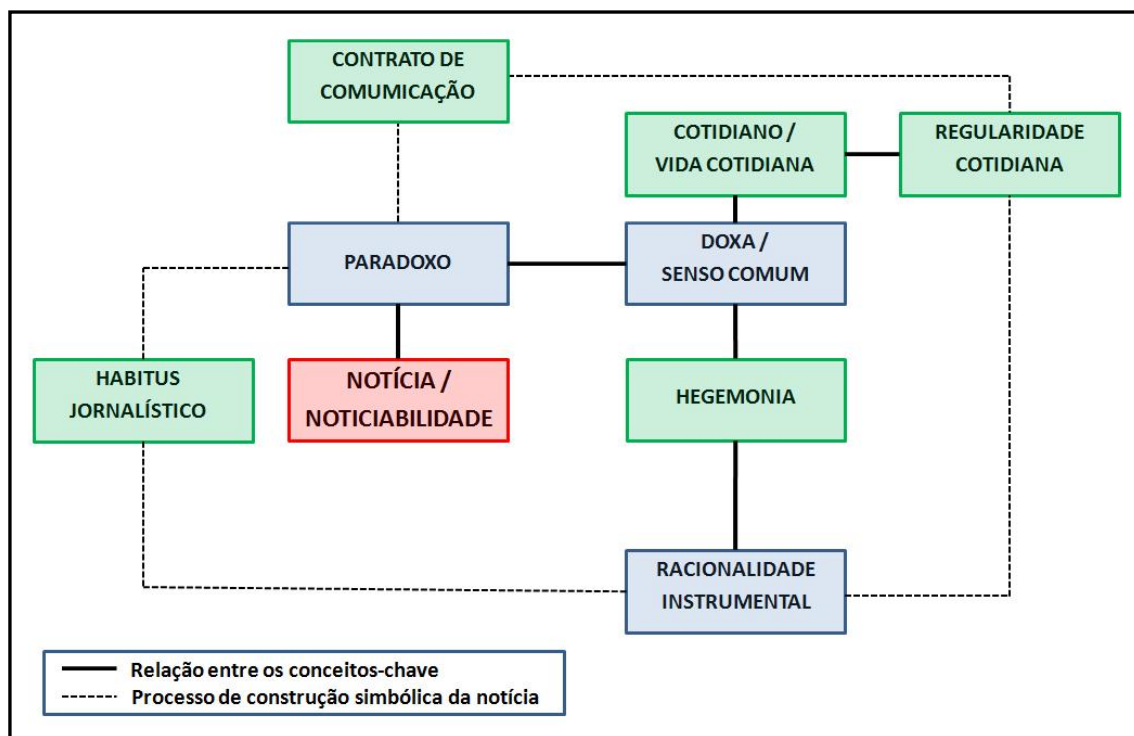 CONTRATO DE
COMUMICAÇÃO
COTIDIANO /
VIDA COTIDIANA
REGULARIDADE
COTIDIANA
PARADOXO
DOXA /
SENSO COMUM
HABITUS
JORNALÍSTICO
NOTÍCIA /
NOTICIABILIDADE
HEGEMONIA
RACIONALIDADE
INSTRUMENTAL
Relação entre os conceitos-chave
Processo de construção simbólica da notícia